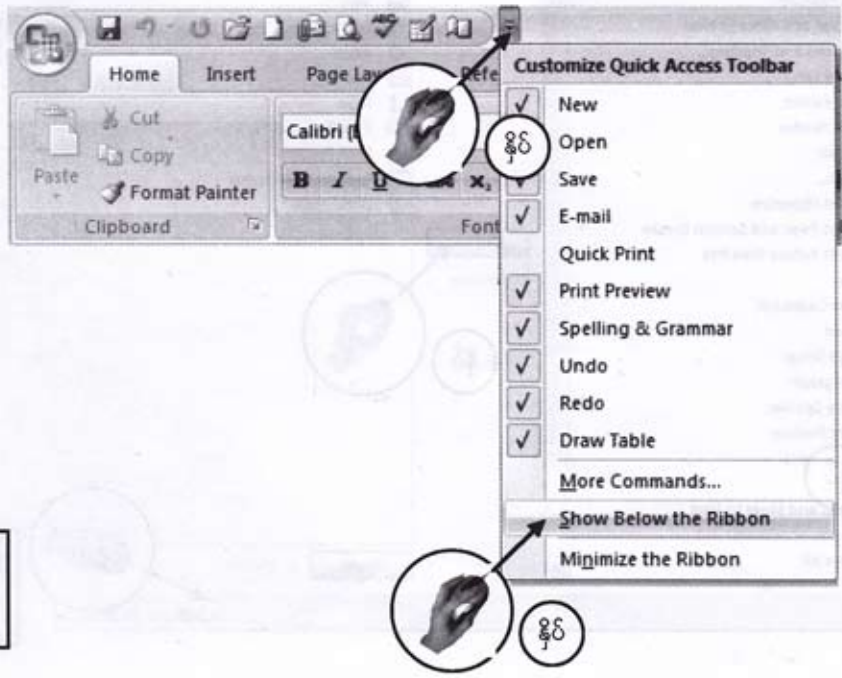 Home Insert Page Lay Refe
Cut
Copy
Paste
Format Painter
Clipboard
Calibri (
B I U x₂
Font
Customize Quick Access Toolbar
New
Open
Save
E-mail
Quick Print
Print Preview
Spelling & Grammar
Undo
Redo
Draw Table
More Commands...
Show Below the Ribbon
Minimize the Ribbon
နှိပ်
နှိပ်